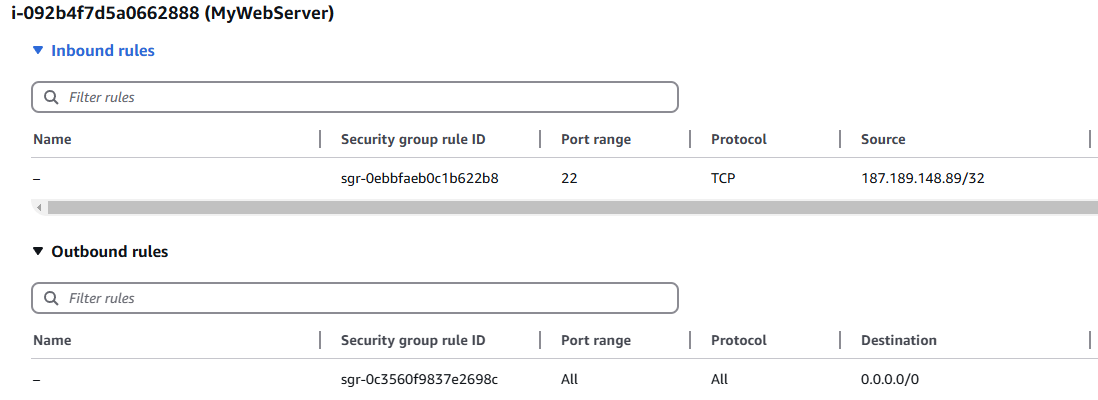 i-092b4f7d5a0662888 (MyWebServer)
Inbound rules
Filter rules
Name Security group rule ID Port range Protocol Source
– sgr-0ebbfaeb0c1b622b8 22 TCP 187.189.148.89/32
Outbound rules
Filter rules
Name Security group rule ID Port range Protocol Destination
– sgr-0c3560f9837e2698c All All 0.0.0.0/0